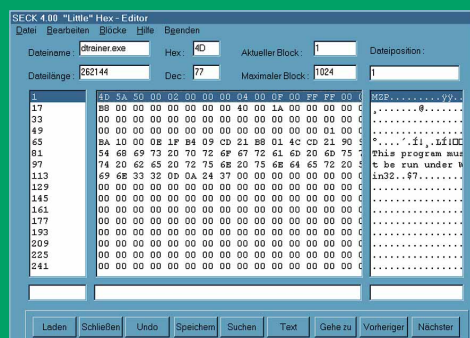 SECK 4.00 "Little" Hex - Editor
Datei Bearbeiten Blöcke Hilfe Beenden
Dateiname : dtrainer.exe Hex : 4D Aktueller Block : 1 Dateiposition :
Dateilänge : 262144 Dec : 77 Maximaler Block : 1024 1
1 4D 5A 50 00 02 00 00 00 04 00 0F 00 FF FF 00 MZP.........ÿÿ..
17 B8 00 00 00 00 00 00 00 40 00 1A 00 00 00 00 ¸.......@.......
33 00 00 00 00 00 00 00 00 00 00 00 00 00 00 00 ................
49 00 00 00 00 00 00 00 00 00 00 00 00 01 00 ................
65 BA 10 00 0E 1F B4 09 CD 21 B8 01 4C CD 21 90
81 54 68 69 73 20 70 72 6F 67 72 61 6D 20 6D 75 This program mus
97 74 20 62 65 20 72 75 6E 20 75 6E 64 65 72 20 t be run under W
113 69 6E 33 32 0D 0A 24 37 00 00 00 00 00 00 00 in32..$7........
129 00 00 00 00 00 00 00 00 00 00 00 00 00 00 00 ................
145 00 00 00 00 00 00 00 00 00 00 00 00 00 00 00 ................
161 00 00 00 00 00 00 00 00 00 00 00 00 00 00 00 ................
177 00 00 00 00 00 00 00 00 00 00 00 00 00 00 00 ................
193 00 00 00 00 00 00 00 00 00 00 00 00 00 00 00 ................
209 00 00 00 00 00 00 00 00 00 00 00 00 00 00 00 ................
225 00 00 00 00 00 00 00 00 00 00 00 00 00 00 00 ................
241 00 00 00 00 00 00 00 00 00 00 00 00 00 00 00 ................
Laden Schließen Undo Speichern Suchen Text Gehe zu Vorheriger Nächster